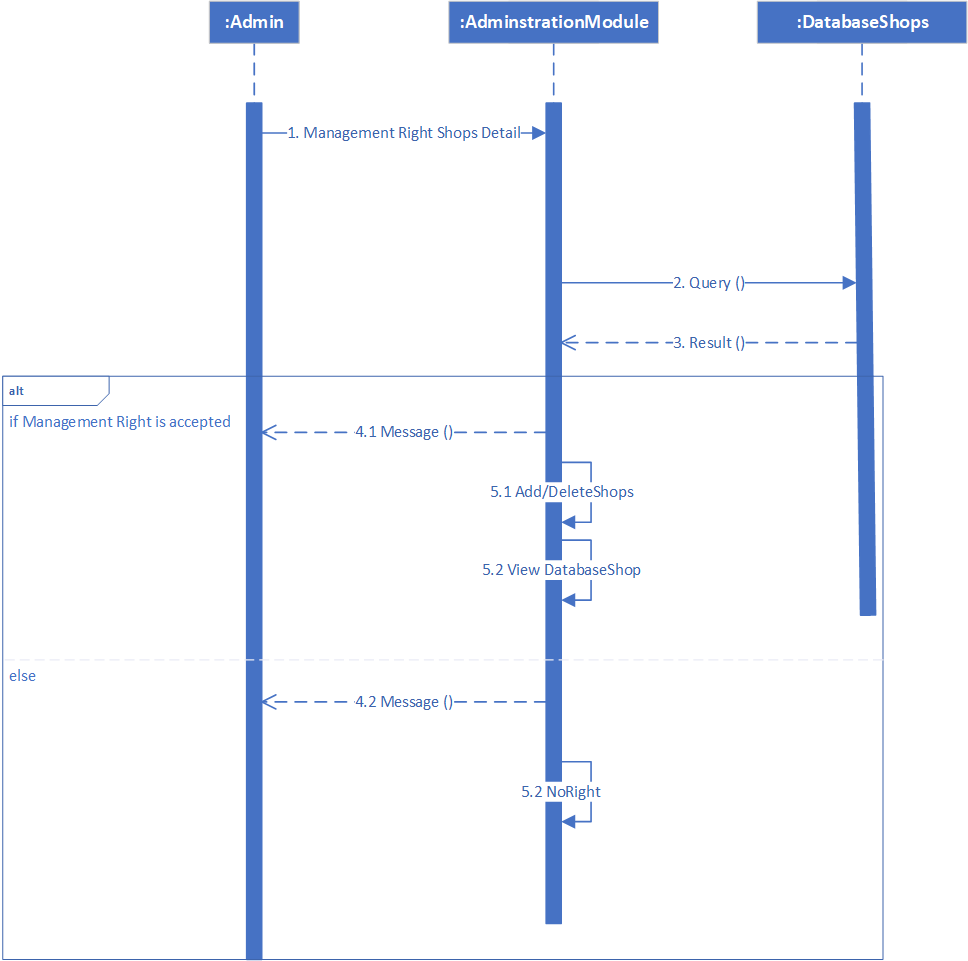 :Admin
:AdminstrationModule
:DatabaseShops
1. Management Right Shops Detail
2. Query ()
3. Result ()
alt
if Management Right is accepted
4.1 Message ()
5.1 Add/DeleteShops
5.2 View DatabaseShop
else
4.2 Message ()
5.2 NoRight